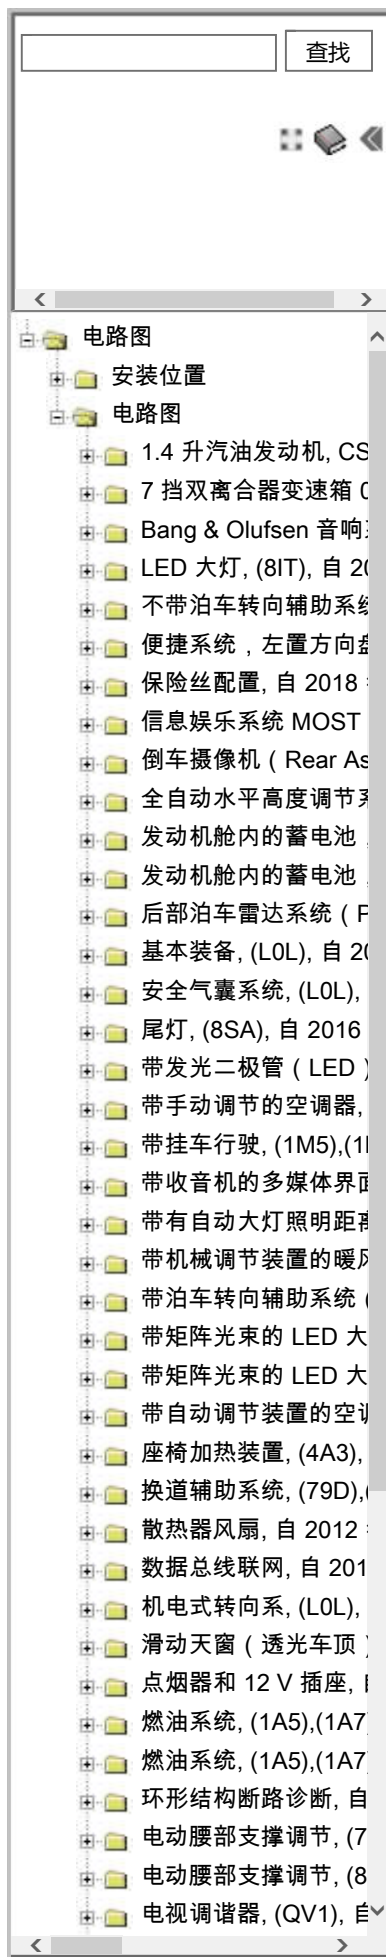 查找
电路图
安装位置
电路图
1.4 升汽油发动机, CS
7 挡双离合器变速箱 0
Bang & Olufsen 音响
LED 大灯, (8IT), 自 20
不带泊车转向辅助系统
便捷系统，左置方向盘
保险丝配置, 自 2018
信息娱乐系统 MOST
倒车摄像机（Rear As
全自动水平高度调节系
发动机舱内的蓄电池，
发动机舱内的蓄电池，
后部泊车雷达系统（P
基本装备, (L0L), 自 20
安全气囊系统, (L0L),
尾灯, (8SA), 自 2016
带发光二极管（LED）
带手动调节的空调器,
带挂车行驶, (1M5),(1
带收音机的多媒体界面
带有自动大灯照明距离
带机械调节装置的暖风
带泊车转向辅助系统 (
带矩阵光束的 LED 大
带矩阵光束的 LED 大
带自动调节装置的空调
座椅加热装置, (4A3),
换道辅助系统, (79D),(
散热器风扇, 自 2012
数据总线联网, 自 201
机电式转向系, (L0L),
滑动天窗（透光车顶）
点烟器和 12 V 插座, 自
燃油系统, (1A5),(1A7
燃油系统, (1A5),(1A7
环形结构断路诊断, 自
电动腰部支撑调节, (7
电动腰部支撑调节, (8
电视调谐器, (QV1), 自